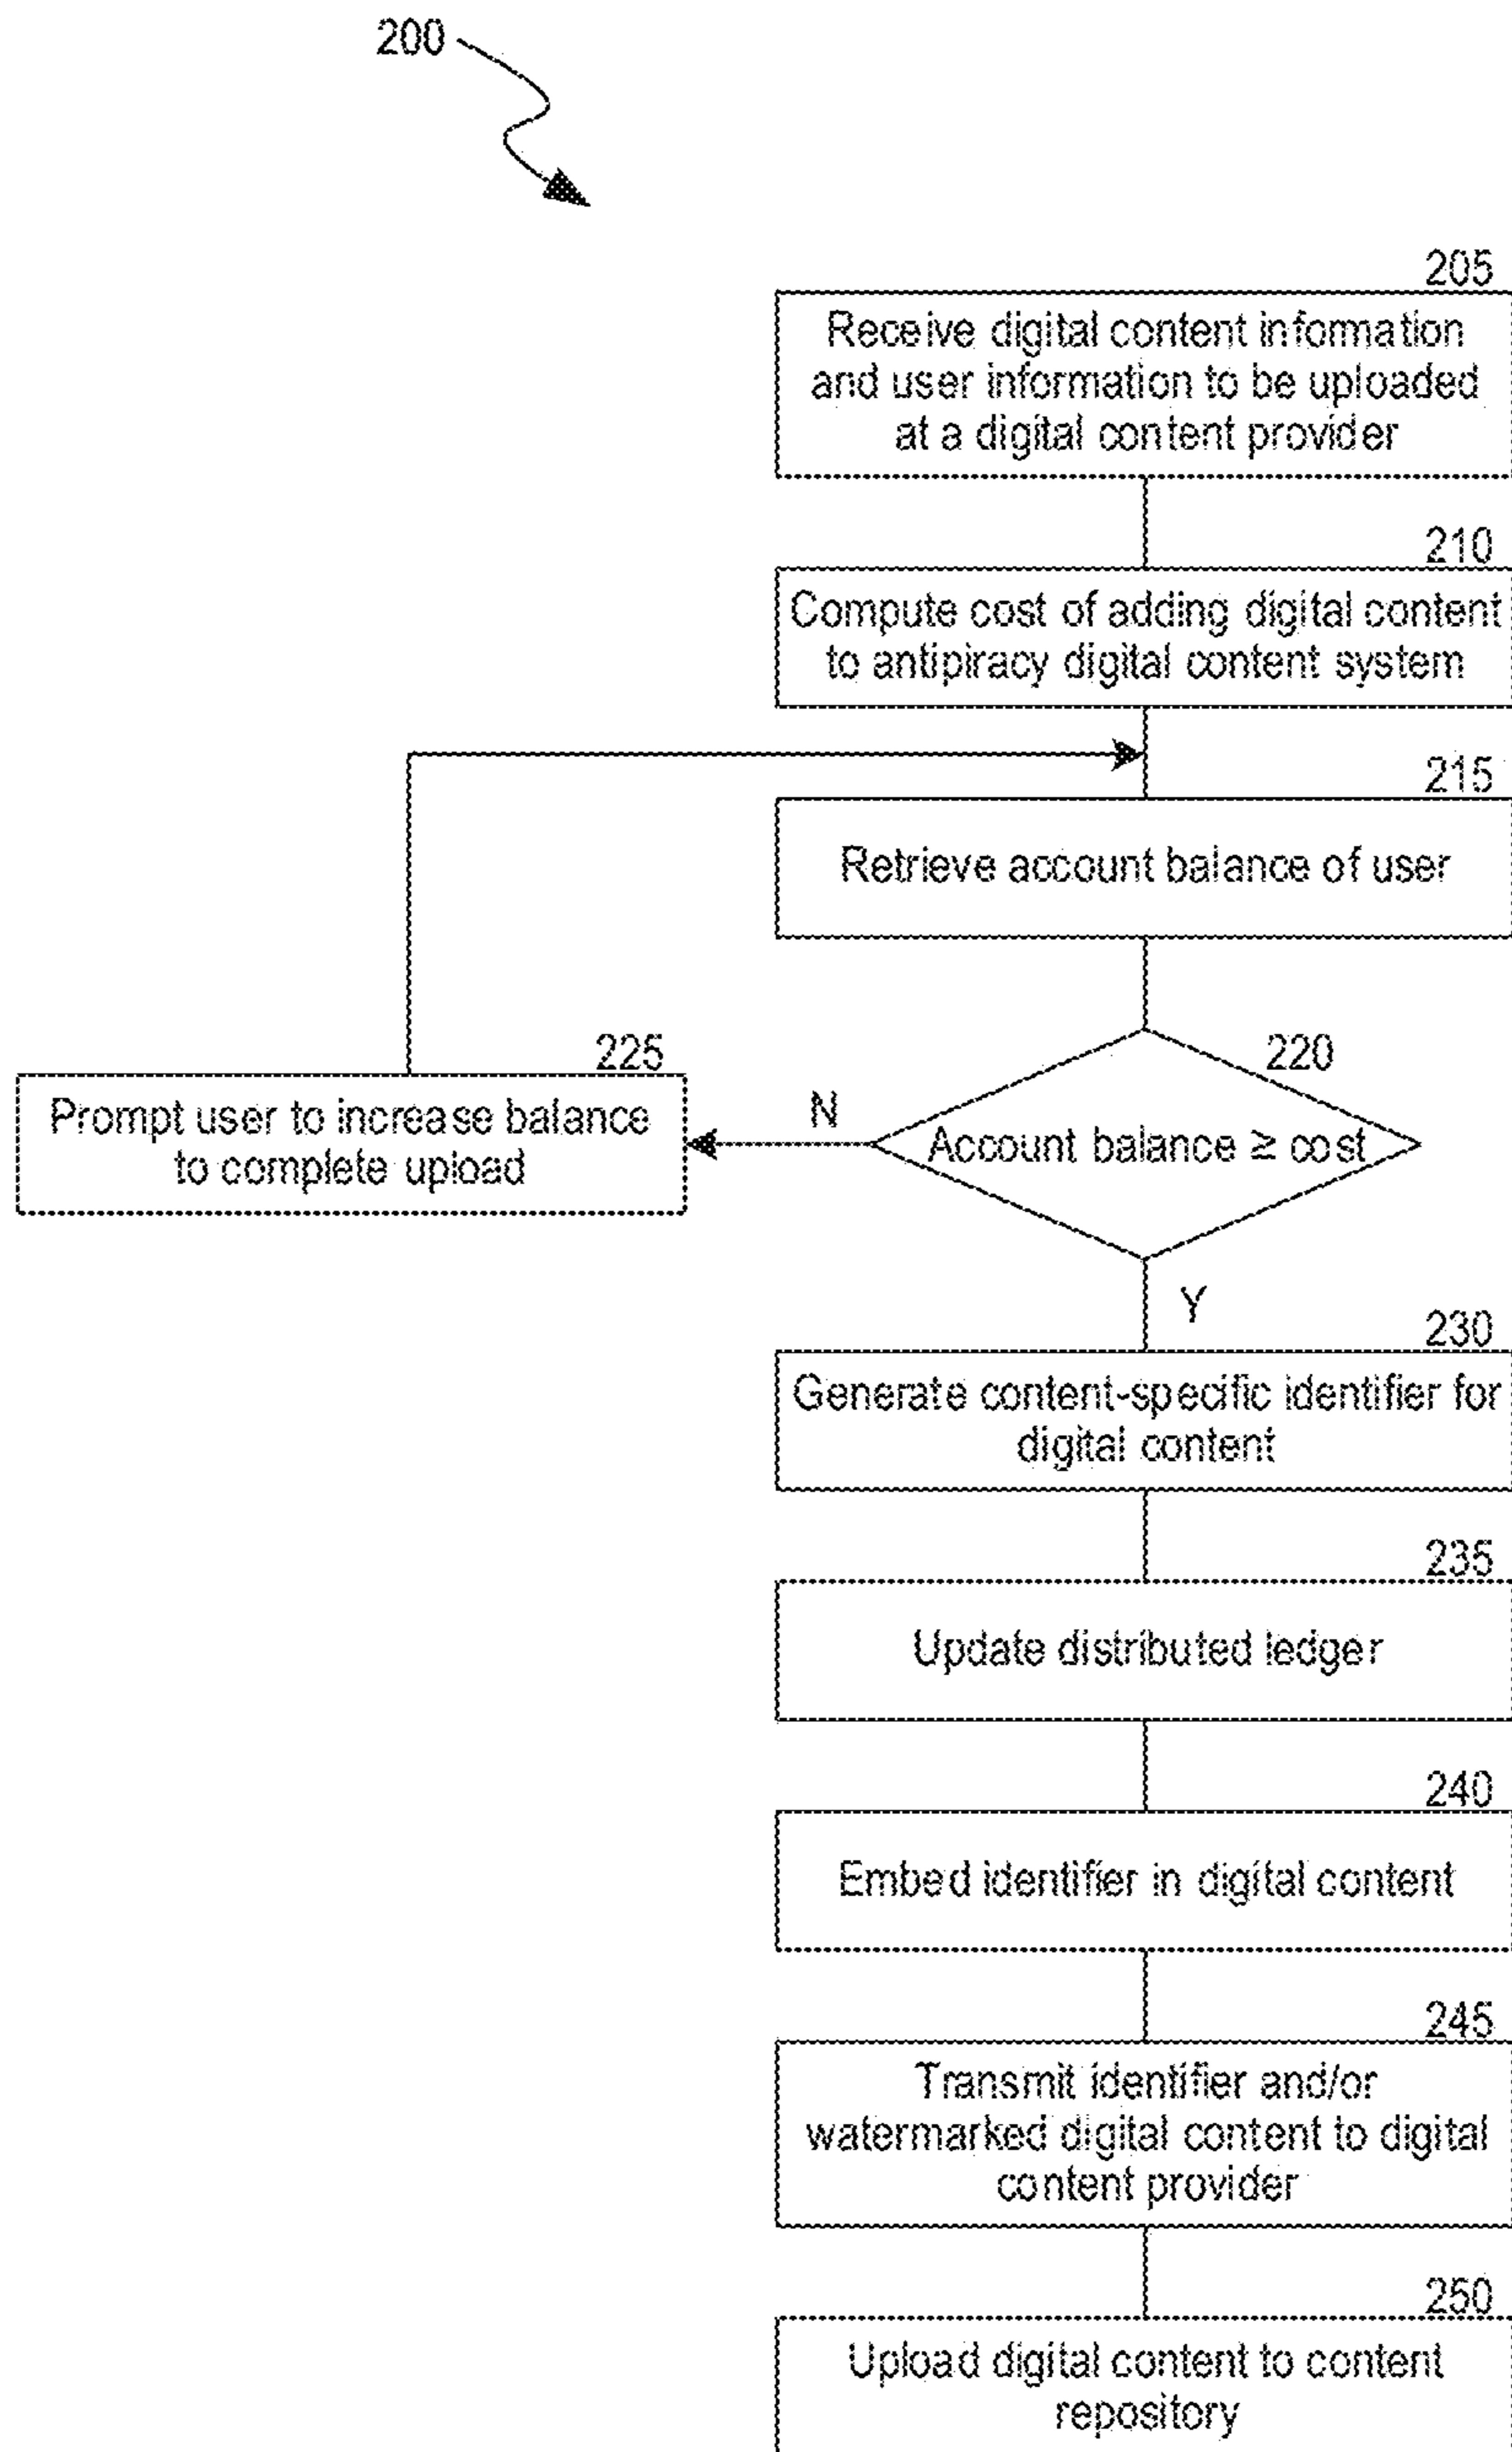 200
205
Receive digital content information
and user information to be uploaded
at a digital content provider
210
Compute cost of adding digital content
to antipiracy digital content system
215
Retrieve account balance of user
220
Account balance ≥ cost
N
225
Prompt user to increase balance
to complete upload
Y
230
Generate content-specific identifier for
digital content
235
Update distributed ledger
240
Embed identifier in digital content
245
Transmit identifier and/or
watermarked digital content to digital
content provider
250
Upload digital content to content
repository